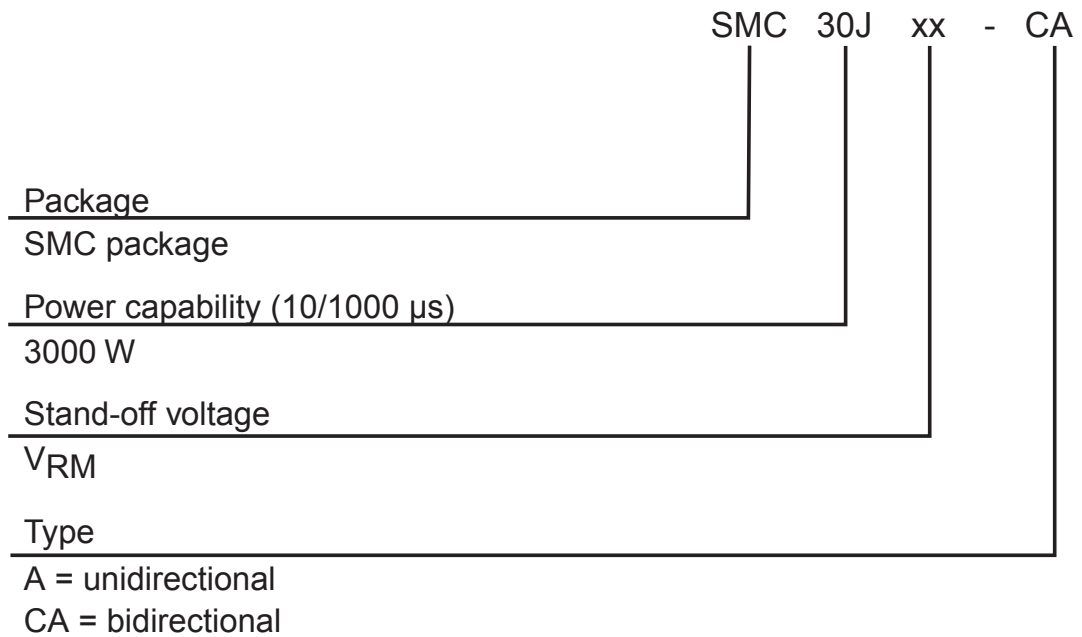 SMC 30J xx - CA
Package
SMC package
Power capability (10/1000 µs)
3000 W
Stand-off voltage
VRM
Type
A = unidirectional
CA = bidirectional